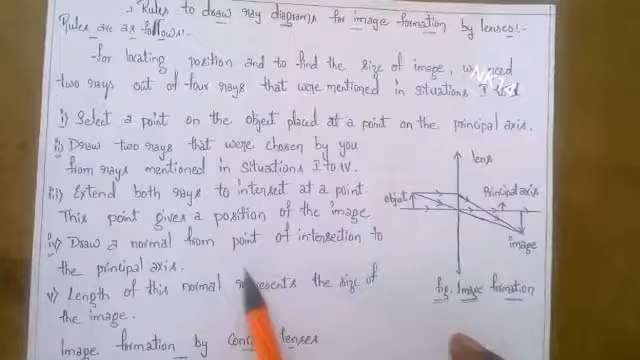 Rules to draw ray diagrams for image formation by lenses :-
Rules are as follows:.
-for locating position and to find the size of image, we need
two rays out of four rays that were mentioned in situations I
i) Select a point on the object placed at a point on the principal axis.
ii) Draw two rays that were chosen by you
from rays mentioned in situations I to IV.
iii) Extend both rays to interset at a point.
This point gives a position of the image
iv) Draw a normal from point of intersection to
the principal axis.
v) Length of this normal represents the size of
the image.
Image formation by lenses
lens
Principal axis
object
image
fig. Image formation